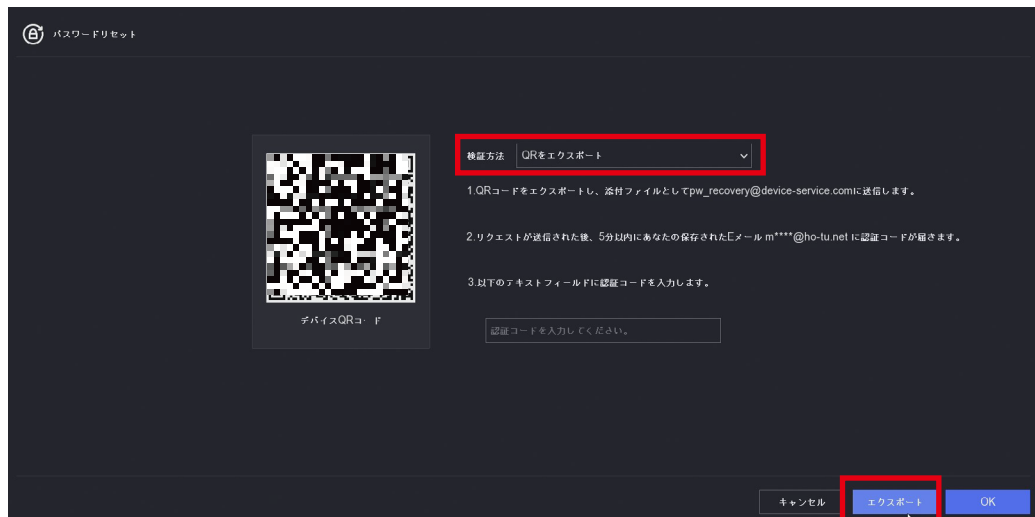 パスワードリセット
検証方法 QRをエクスポート
1.QRコードをエクスポートし、添付ファイルとしてpw_recovery@device-service.comに送信します。
2.リクエストが送信された後、5分以内にあなたの保存されたEメール m****@ho-tu.net に認証コードが届きます。
3.以下のテキストフィールドに認証コードを入力します。
デバイスQRコード
認証コードを入力してください。
キャンセル エクスポート OK